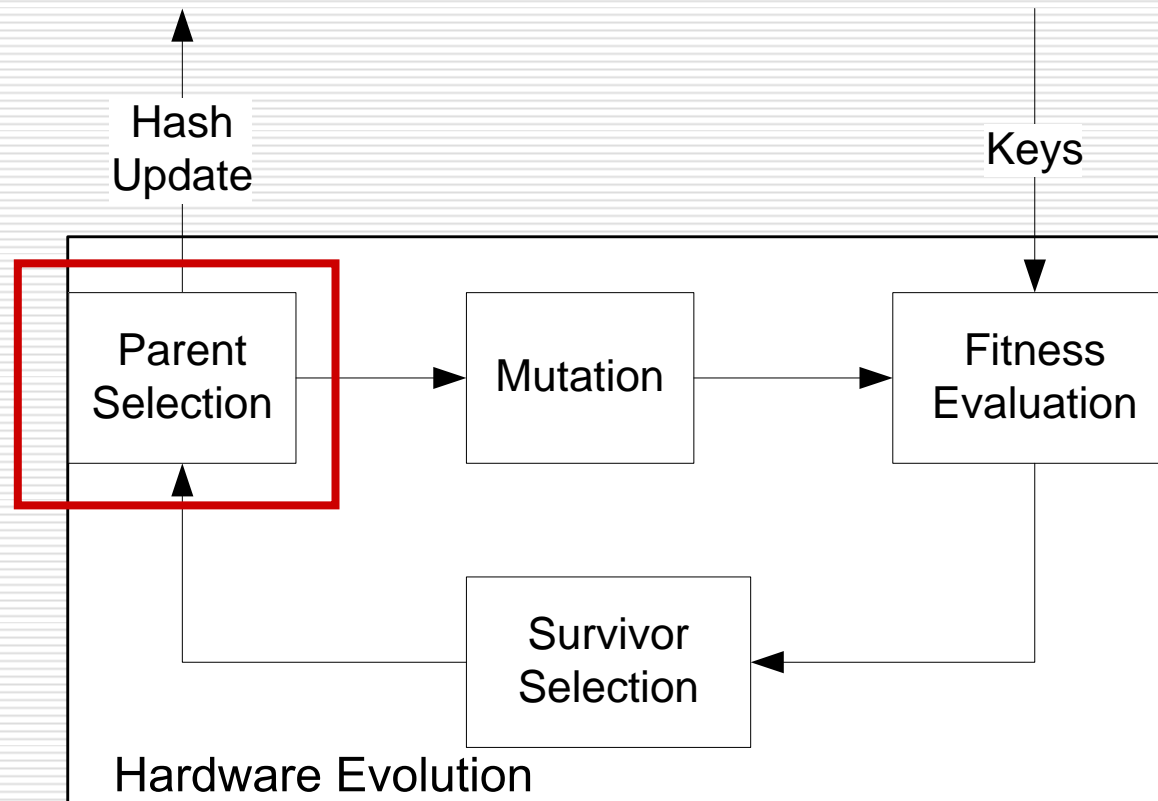 Hash
Update
Keys
Parent
Selection
Mutation
Fitness
Evaluation
Survivor
Selection
Hardware Evolution